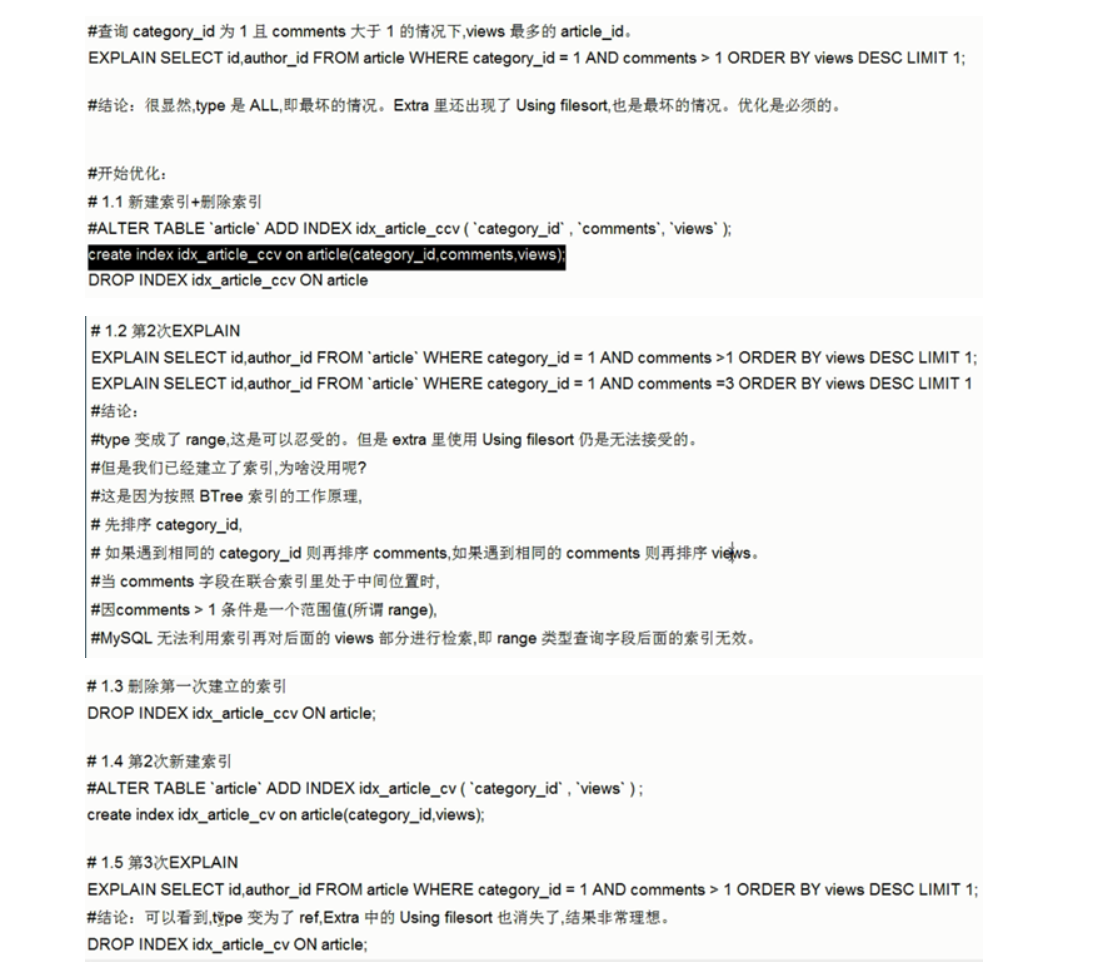 #查询 category_id 为 1 且 comments 大于 1 的情况下,views 最多的 article_id。
EXPLAIN SELECT id,author_id FROM article WHERE category_id = 1 AND comments > 1 ORDER BY views DESC LIMIT 1;
#结论：很显然,type 是 ALL,即最坏的情况。Extra 里还出现了 Using filesort,也是最坏的情况。优化是必须的。
#开始优化：
# 1.1 新建索引+删除索引
#ALTER TABLE `article` ADD INDEX idx_article_ccv ( `category_id` , `comments`, `views` );
create index idx_article_ccv on article(category_id,comments,views);
DROP INDEX idx_article_ccv ON article
# 1.2 第2次EXPLAIN
EXPLAIN SELECT id,author_id FROM `article` WHERE category_id = 1 AND comments >1 ORDER BY views DESC LIMIT 1;
EXPLAIN SELECT id,author_id FROM `article` WHERE category_id = 1 AND comments =3 ORDER BY views DESC LIMIT 1
#结论：
#type 变成了 range,这是可以忍受的。但是 extra 里使用 Using filesort 仍是无法接受的。
#但是我们已经建立了索引,为啥没用呢?
#这是因为按照 BTree 索引的工作原理,
# 先排序 category_id,
# 如果遇到相同的 category_id 则再排序 comments,如果遇到相同的 comments 则再排序 views。
#当 comments 字段在联合索引里处于中间位置时,
#因comments > 1 条件是一个范围值(所谓 range),
#MySQL 无法利用索引再对后面的 views 部分进行检索,即 range 类型查询字段后面的索引无效。
# 1.3 删除第一次建立的索引
DROP INDEX idx_article_ccv ON article;
# 1.4 第2次新建索引
#ALTER TABLE `article` ADD INDEX idx_article_cv ( `category_id` , `views` ) ;
create index idx_article_cv on article(category_id,views);
# 1.5 第3次EXPLAIN
EXPLAIN SELECT id,author_id FROM article WHERE category_id = 1 AND comments > 1 ORDER BY views DESC LIMIT 1;
#结论：可以看到,type 变为了 ref,Extra 中的 Using filesort 也消失了,结果非常理想。
DROP INDEX idx_article_cv ON article;